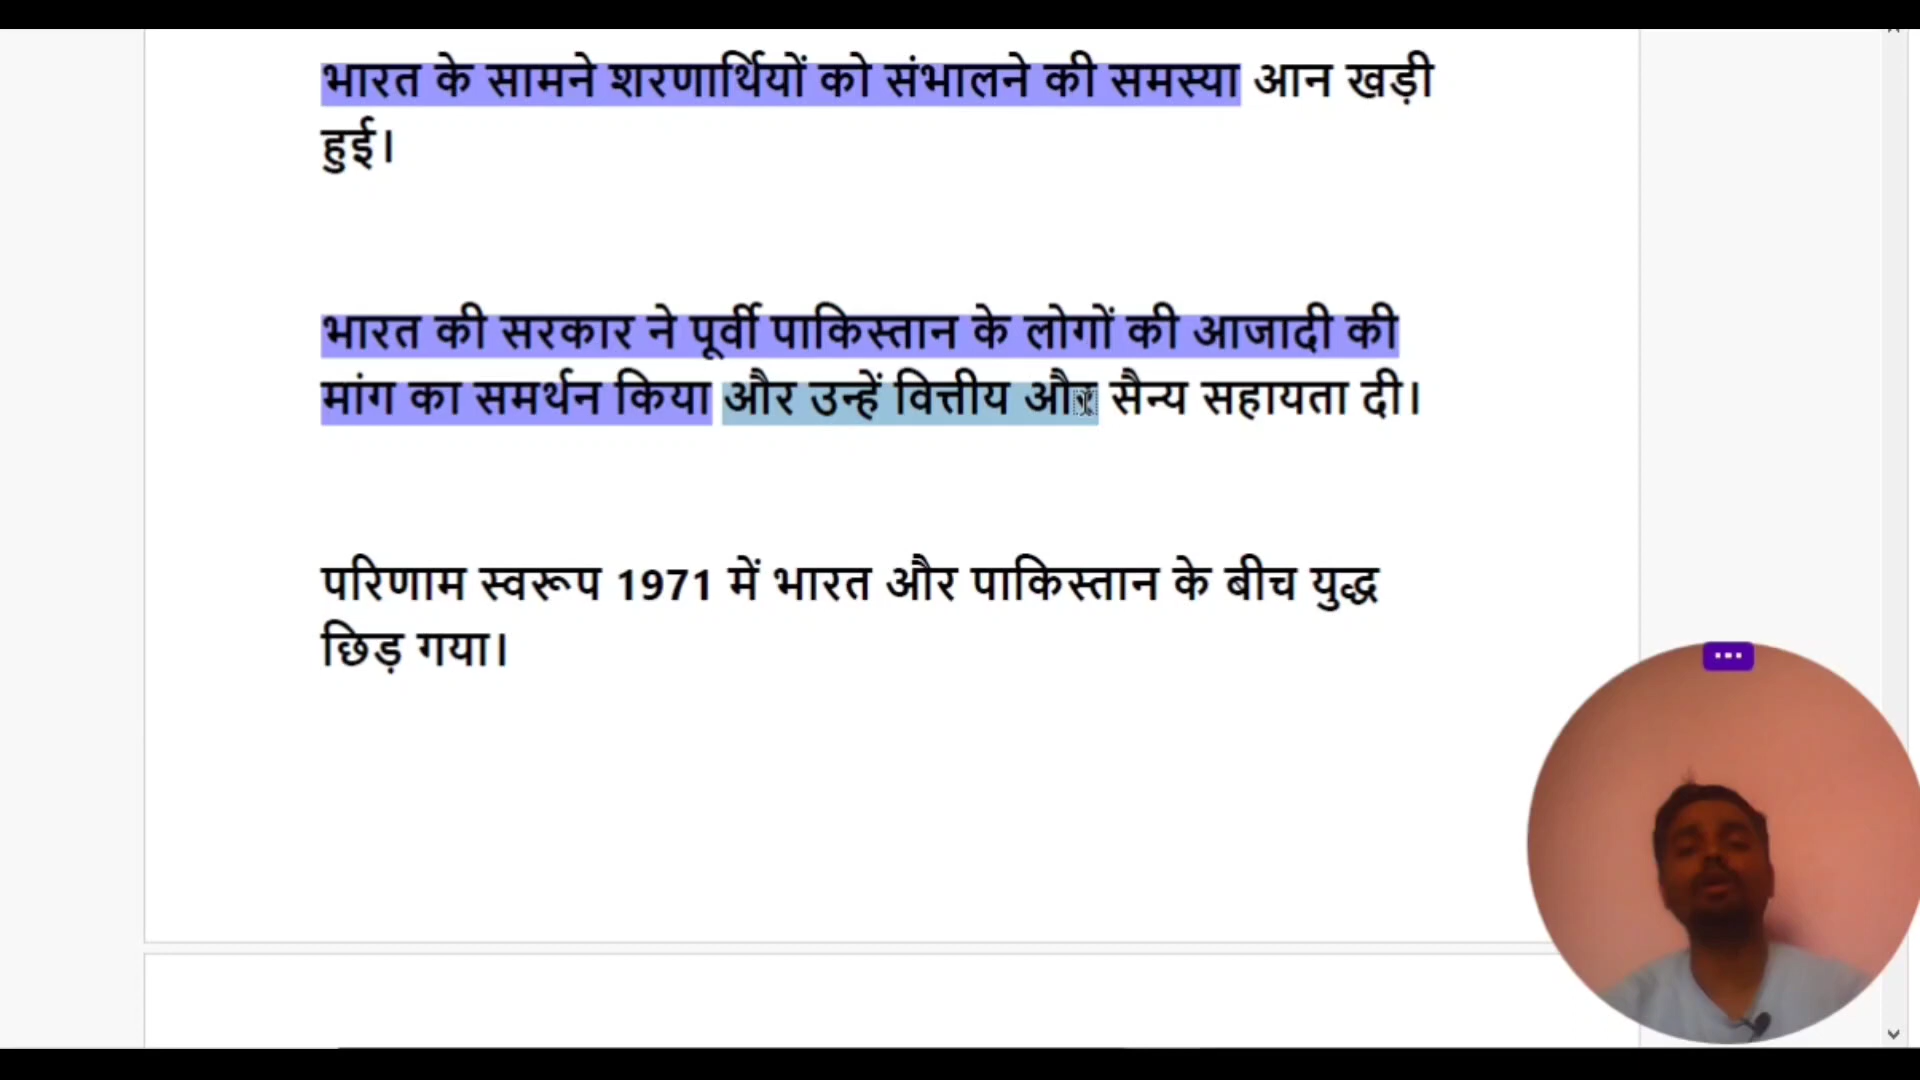 भारत के सामने शरणार्थियों को संभालने की समस्या आन खड़ी
हुई।
भारत की सरकार ने पूर्वी पाकिस्तान के लोगों की आजादी की
मांग का समर्थन किया और उन्हें वित्तीय और सैन्य सहायता दी।
परिणाम स्वरूप 1971 में भारत और पाकिस्तान के बीच युद्ध
छिड़ गया।